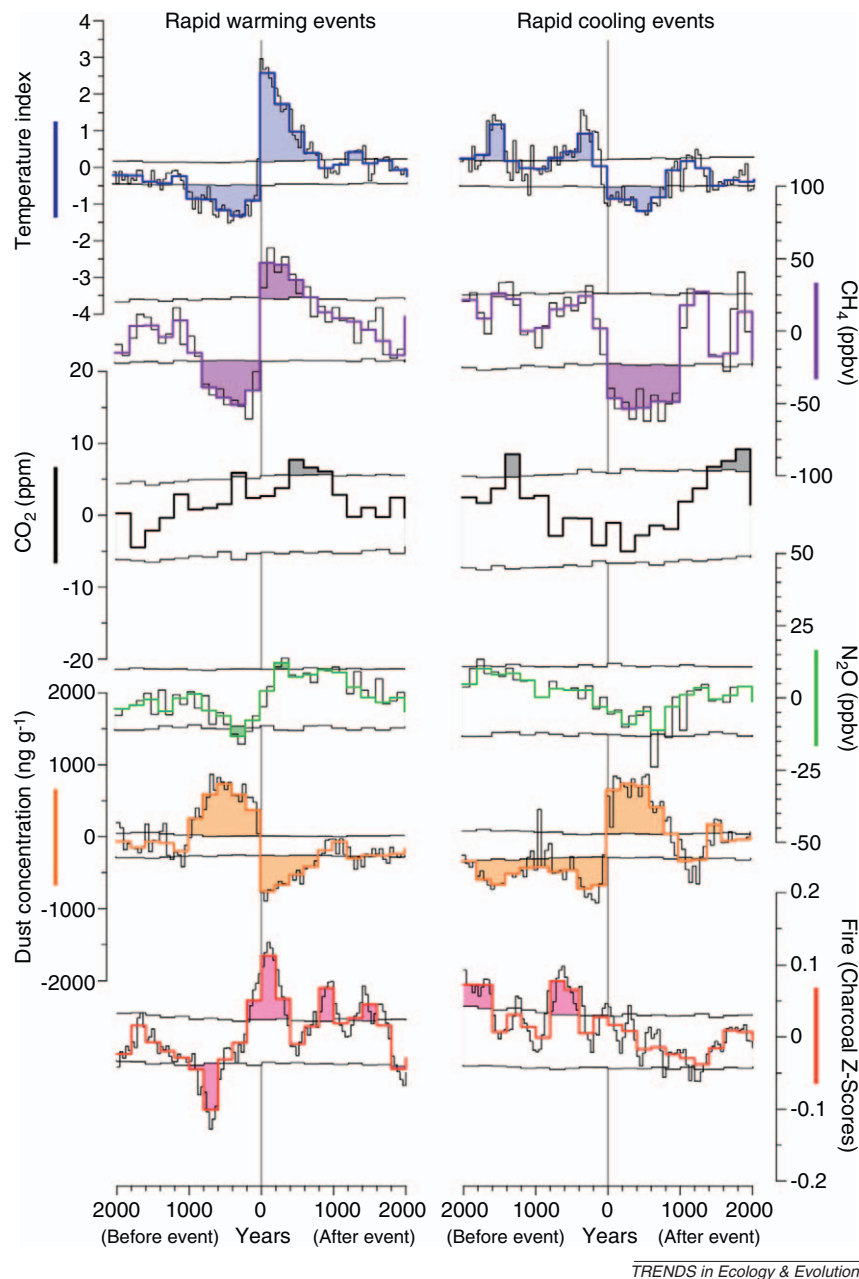 Rapid warming events
Rapid cooling events
Temperature index
4
3
2
1
0
-1
-2
-3
-4
100
50
0
-50
-100
CH₄ (ppbv)
CO₂ (ppm)
20
10
0
-10
-20
50
25
0
-25
-50
N₂O (ppbv)
Dust concentration (ng g⁻¹)
2000
1000
0
-1000
-2000
0.2
0.1
0
-0.1
-0.2
Fire (Charcoal Z-Scores)
2000 1000 0 1000 2000
(Before event) Years (After event)
2000 1000 0 1000 2000
(Before event) Years (After event)
TRENDS in Ecology & Evolution